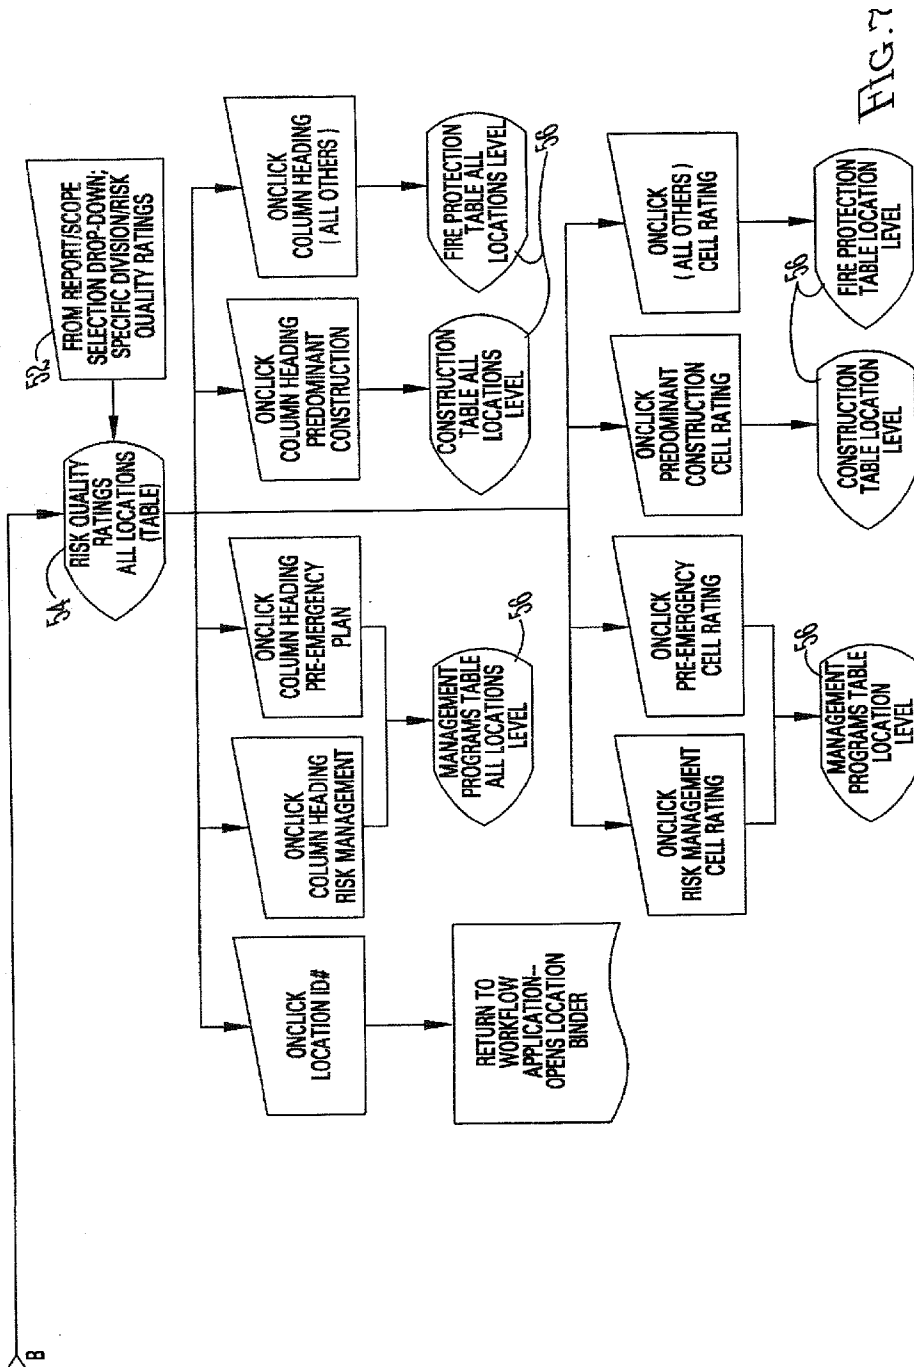 B
52
FROM REPORT/SCOPE
SELECTION DROP-DOWN;
SPECIFIC DIVISION/RISK
QUALITY RATINGS
54
RISK QUALITY
RATINGS
ALL LOCATIONS
(TABLE)
ONCLICK
LOCATION ID#
ONCLICK
COLUMN HEADING
RISK MANAGEMENT
ONCLICK
COLUMN HEADING
PRE-EMERGENCY
PLAN
ONCLICK
COLUMN HEADING
PREDOMINANT
CONSTRUCTION
ONCLICK
COLUMN HEADING
( ALL OTHERS )
RETURN TO
WORKFLOW
APPLICATION–
OPENS LOCATION
BINDER
MANAGEMENT
PROGRAMS TABLE
ALL LOCATIONS
LEVEL
56
CONSTRUCTION
TABLE ALL
LOCATIONS
LEVEL
FIRE PROTECTION
TABLE ALL
LOCATIONS LEVEL
56
ONCLICK
RISK MANAGEMENT
CELL RATING
ONCLICK
PRE-EMERGENCY
CELL RATING
ONCLICK
PREDOMINANT
CONSTRUCTION
CELL RATING
ONCLICK
( ALL OTHERS )
CELL RATING
MANAGEMENT
PROGRAMS TABLE
LOCATION
LEVEL
56
CONSTRUCTION
TABLE LOCATION
LEVEL
56
FIRE PROTECTION
TABLE LOCATION
LEVEL
FIG. 7